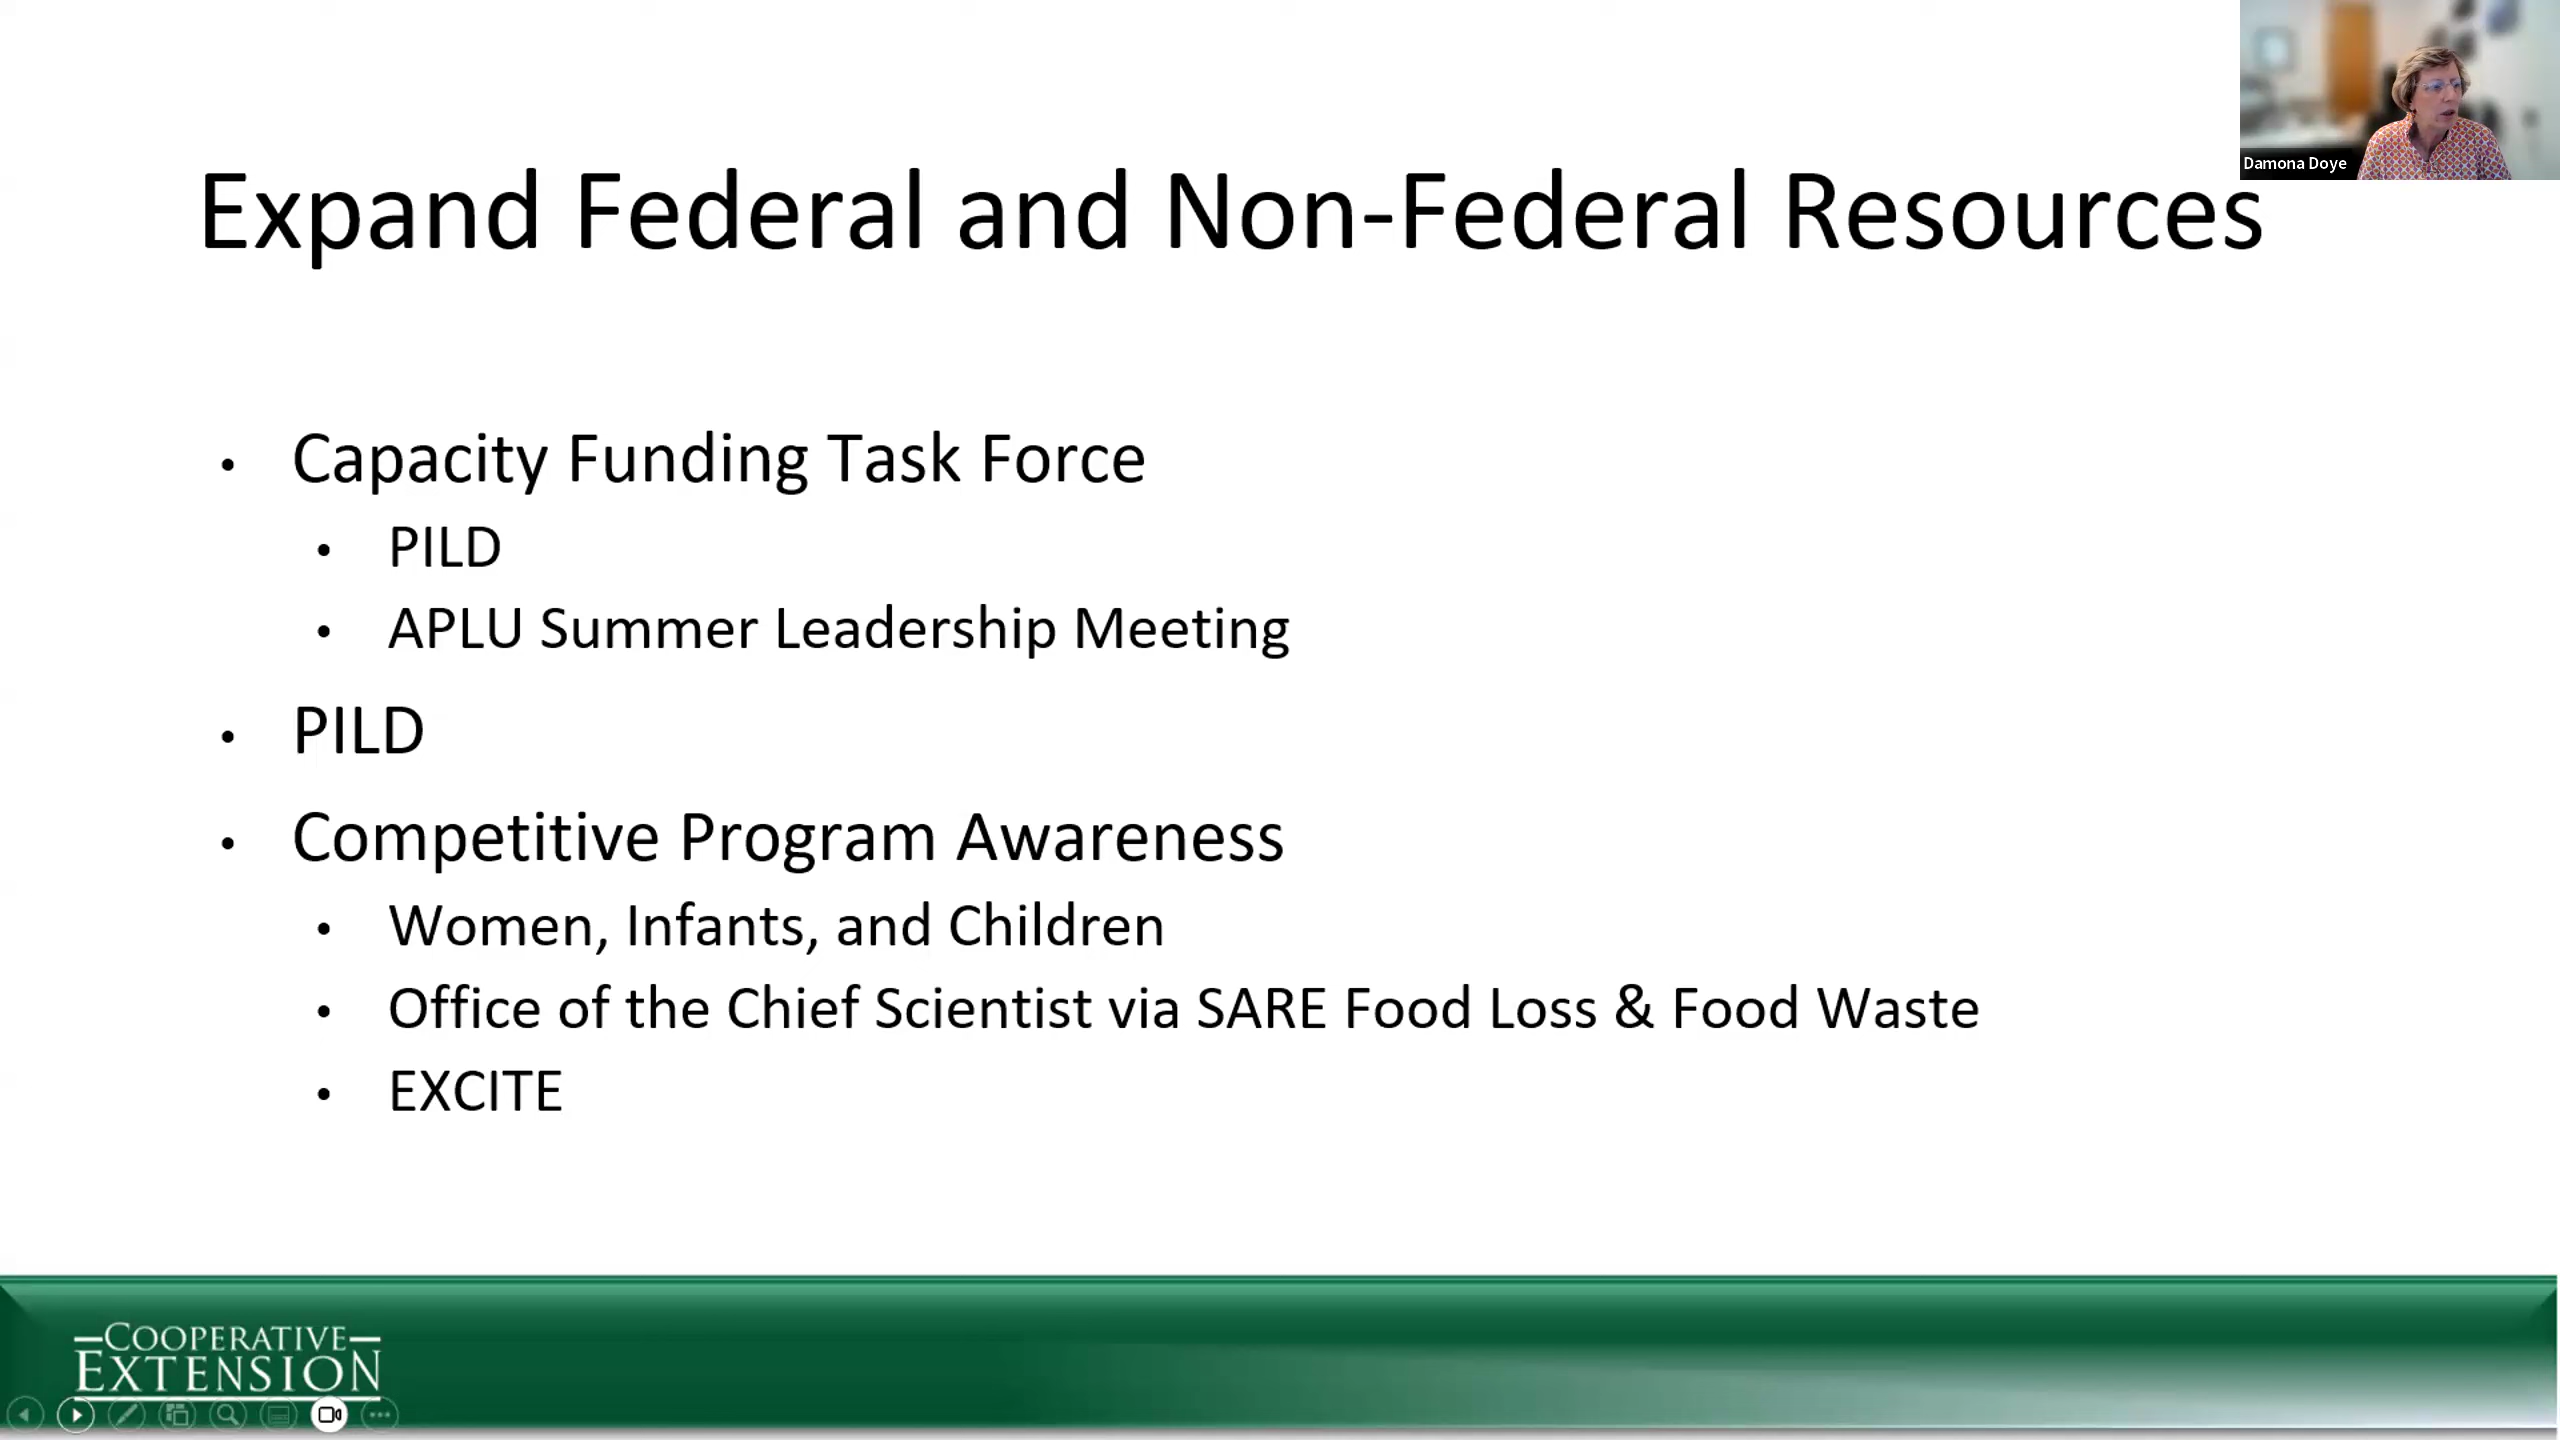 Damona Doye
Expand Federal and Non-Federal Resources
• Capacity Funding Task Force
• PILD
• APLU Summer Leadership Meeting
• PILD
• Competitive Program Awareness
• Women, Infants, and Children
• Office of the Chief Scientist via SARE Food Loss & Food Waste
• EXCITE
COOPERATIVE
EXTENSION